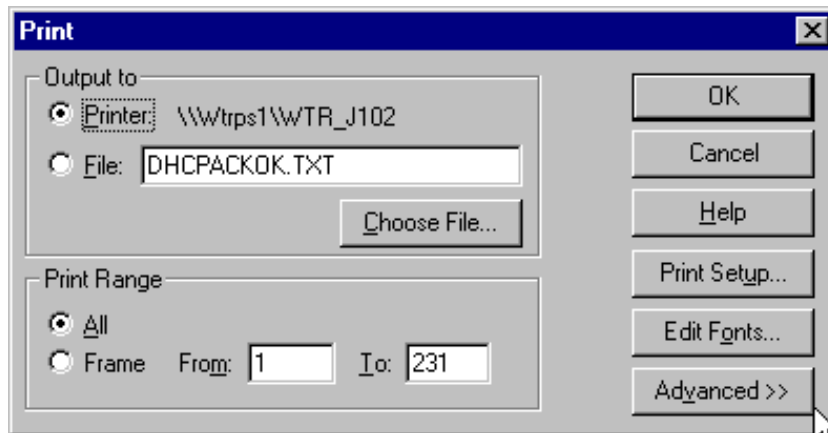 Print
Output to
Printer: \\Wtrps1\WTR_J102
File: DHCPACKOK.TXT
Choose File...
Print Range
All
Frame From: 1 To: 231
OK
Cancel
Help
Print Setup...
Edit Fonts...
Advanced >>